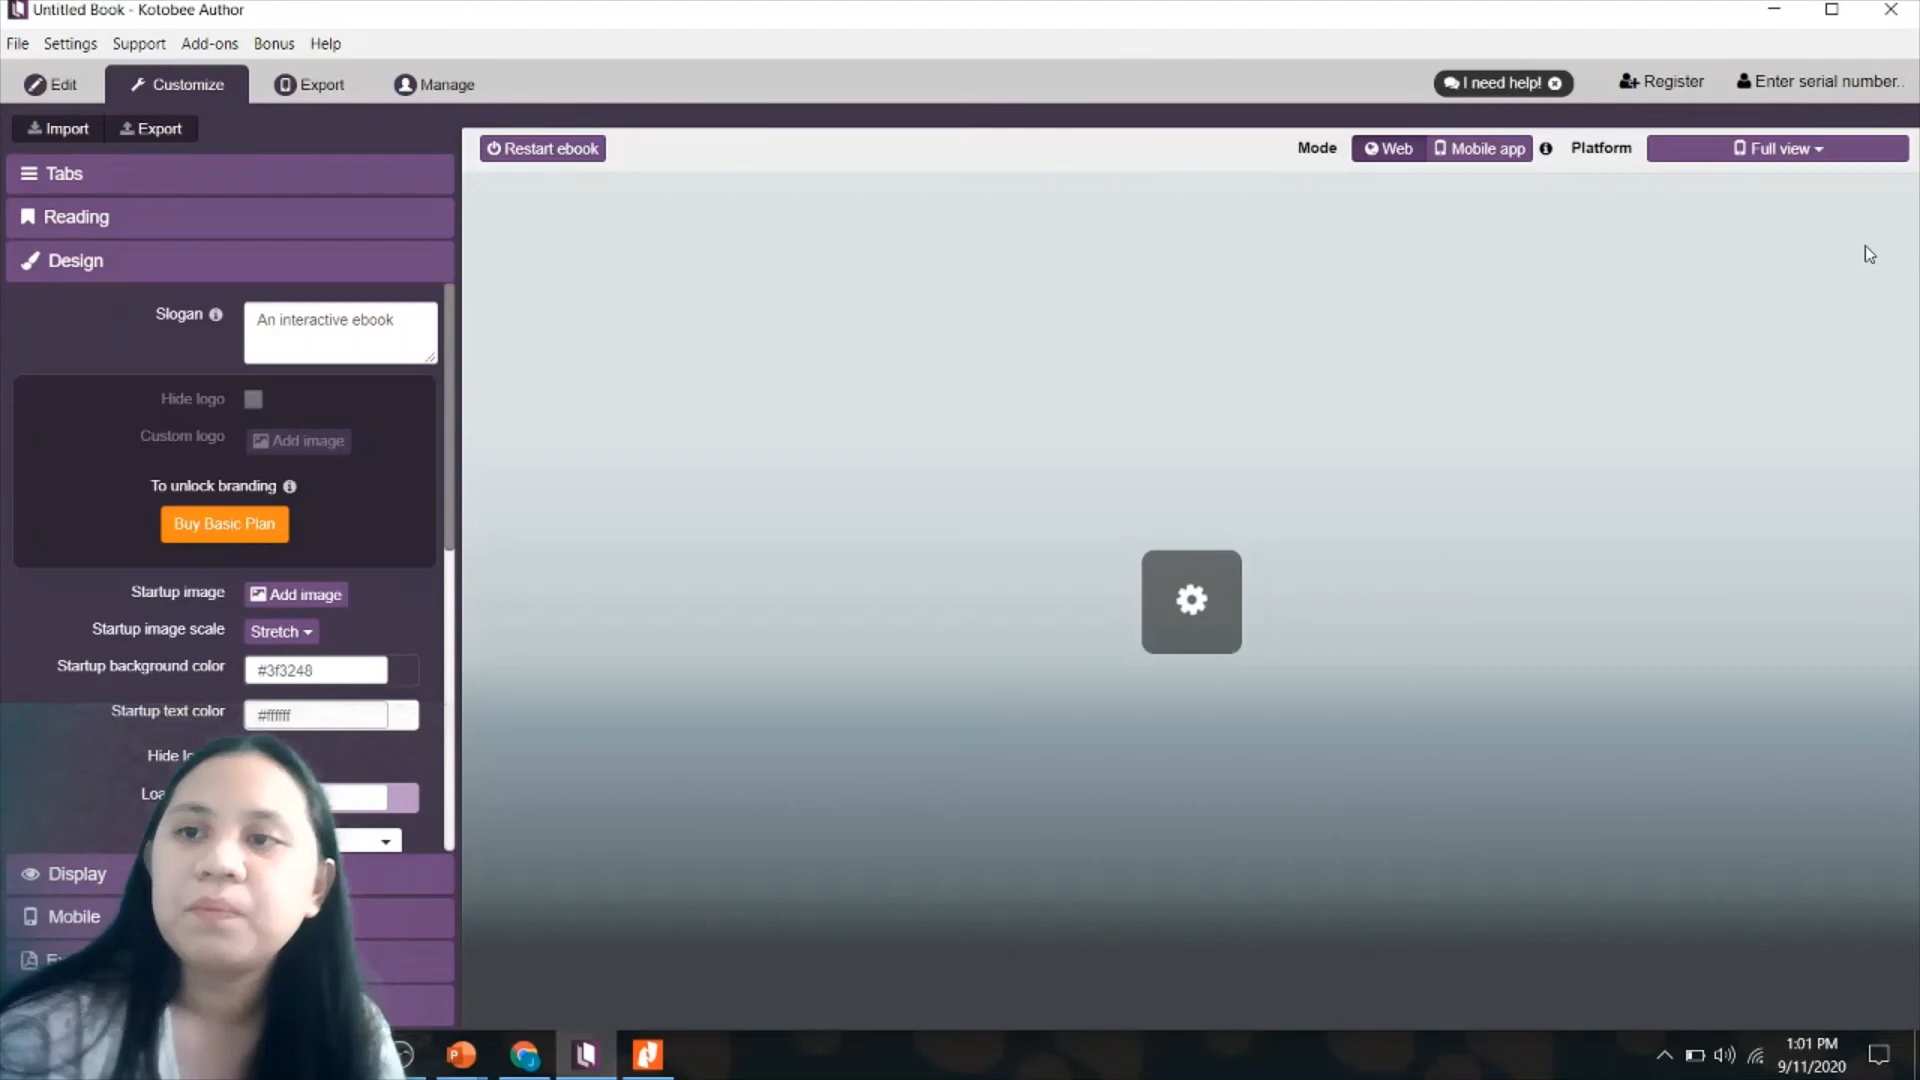 Untitled Book - Kotobee Author
File Settings Support Add-ons Bonus Help
Edit Customize Export Manage
I need help! Register Enter serial number..
Import Export
Restart ebook Mode Web Mobile app Platform Full view
Tabs
Reading
Design
Slogan An interactive ebook
Hide logo
Custom logo Add image
To unlock branding
Buy Basic Plan
Startup image Add image
Startup image scale Stretch
Startup background color #3f3248
Startup text color #ffffff
Hide
Display
Mobile
1:01 PM
9/11/2020